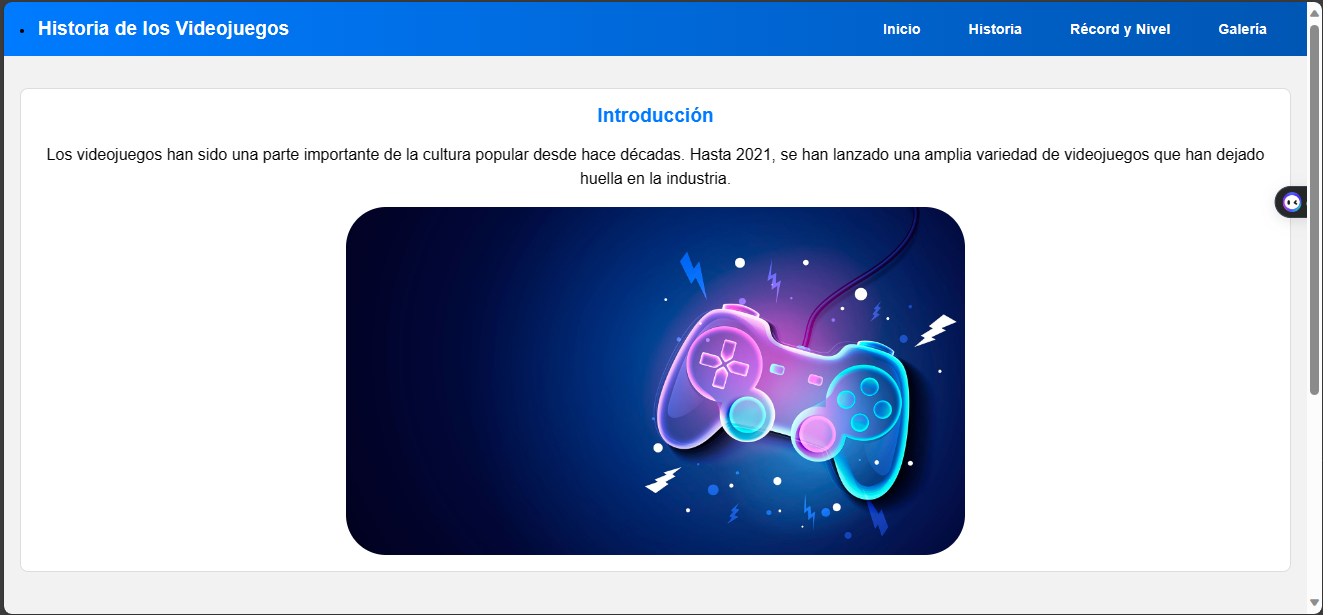 Historia de los Videojuegos
Inicio
Historia
Récord y Nivel
Galería
Introducción
Los videojuegos han sido una parte importante de la cultura popular desde hace décadas. Hasta 2021, se han lanzado una amplia variedad de videojuegos que han dejado
huella en la industria.